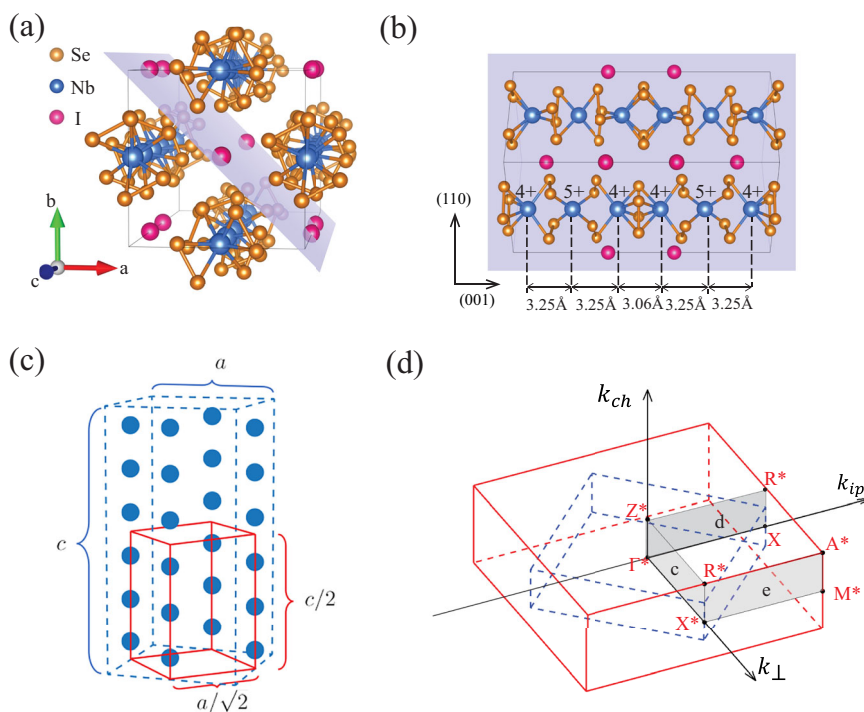 (a)
Se
Nb
I
b
c
a
(b)
4+ 5+ 4+ 4+ 5+ 4+
(110)
(001)
3.25Å 3.25Å 3.06Å 3.25Å 3.25Å
(c)
a
c
c/2
a/√2
(d)
k_ch
R*
k_ip
Z*
d
X
A*
Γ*
c
R*
e
M*
X*
k_⊥